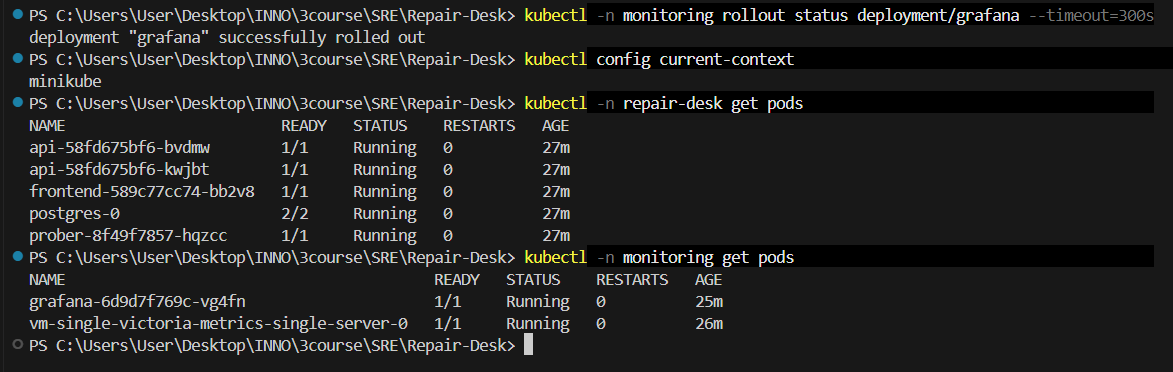 PS C:\Users\User\Desktop\INNO\3course\SRE\Repair-Desk> kubectl -n monitoring rollout status deployment/grafana --timeout=300s
deployment "grafana" successfully rolled out
PS C:\Users\User\Desktop\INNO\3course\SRE\Repair-Desk> kubectl config current-context
minikube
PS C:\Users\User\Desktop\INNO\3course\SRE\Repair-Desk> kubectl -n repair-desk get pods
NAME READY STATUS RESTARTS AGE
api-58fd675bf6-bvdmw 1/1 Running 0 27m
api-58fd675bf6-kwjbt 1/1 Running 0 27m
frontend-589c77cc74-bb2v8 1/1 Running 0 27m
postgres-0 2/2 Running 0 27m
prober-8f49f7857-hqzcc 1/1 Running 0 27m
PS C:\Users\User\Desktop\INNO\3course\SRE\Repair-Desk> kubectl -n monitoring get pods
NAME READY STATUS RESTARTS AGE
grafana-6d9d7f769c-vg4fn 1/1 Running 0 25m
vm-single-victoria-metrics-single-server-0 1/1 Running 0 26m
PS C:\Users\User\Desktop\INNO\3course\SRE\Repair-Desk>